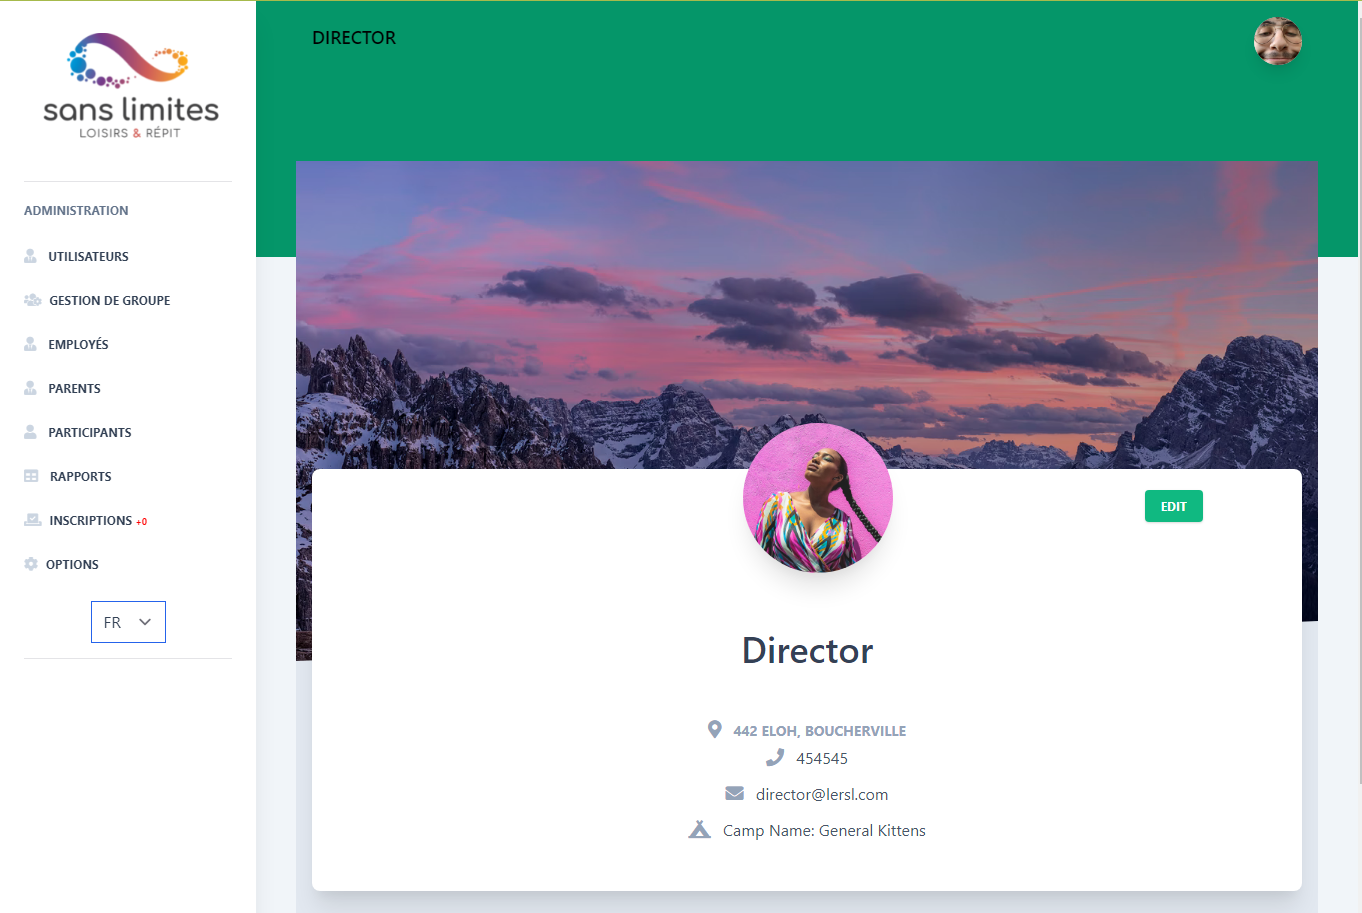 sans limites
LOISIRS & RÉPIT
ADMINISTRATION
UTILISATEURS
GESTION DE GROUPE
EMPLOYÉS
PARENTS
PARTICIPANTS
RAPPORTS
INSCRIPTIONS +0
OPTIONS
FR
DIRECTOR
EDIT
Director
442 ELOH, BOUCHERVILLE
454545
director@lersl.com
Camp Name: General Kittens